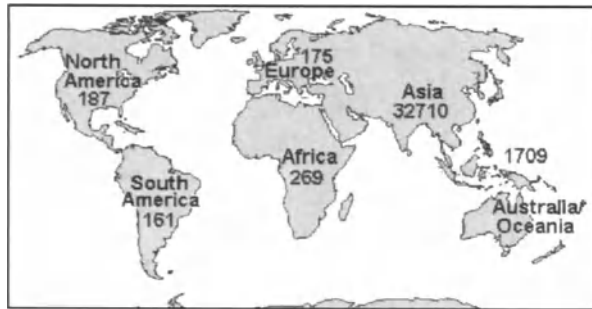 North
America
187
175
Europe
Asia
32710
Africa
269
1709
South
America
161
Australia/
Oceania